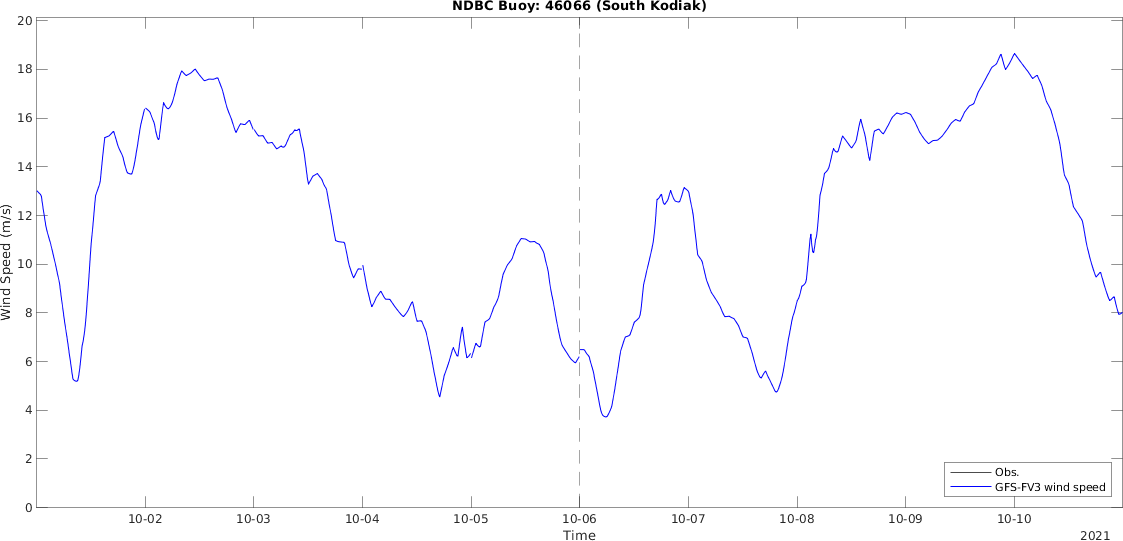 NDBC Buoy: 46066 (South Kodiak)
20
18
16
14
12
10
8
6
4
2
0
Wind Speed (m/s)
10-02 10-03 10-04 10-05 10-06 10-07 10-08 10-09 10-10
Time
2021
Obs.
GFS-FV3 wind speed